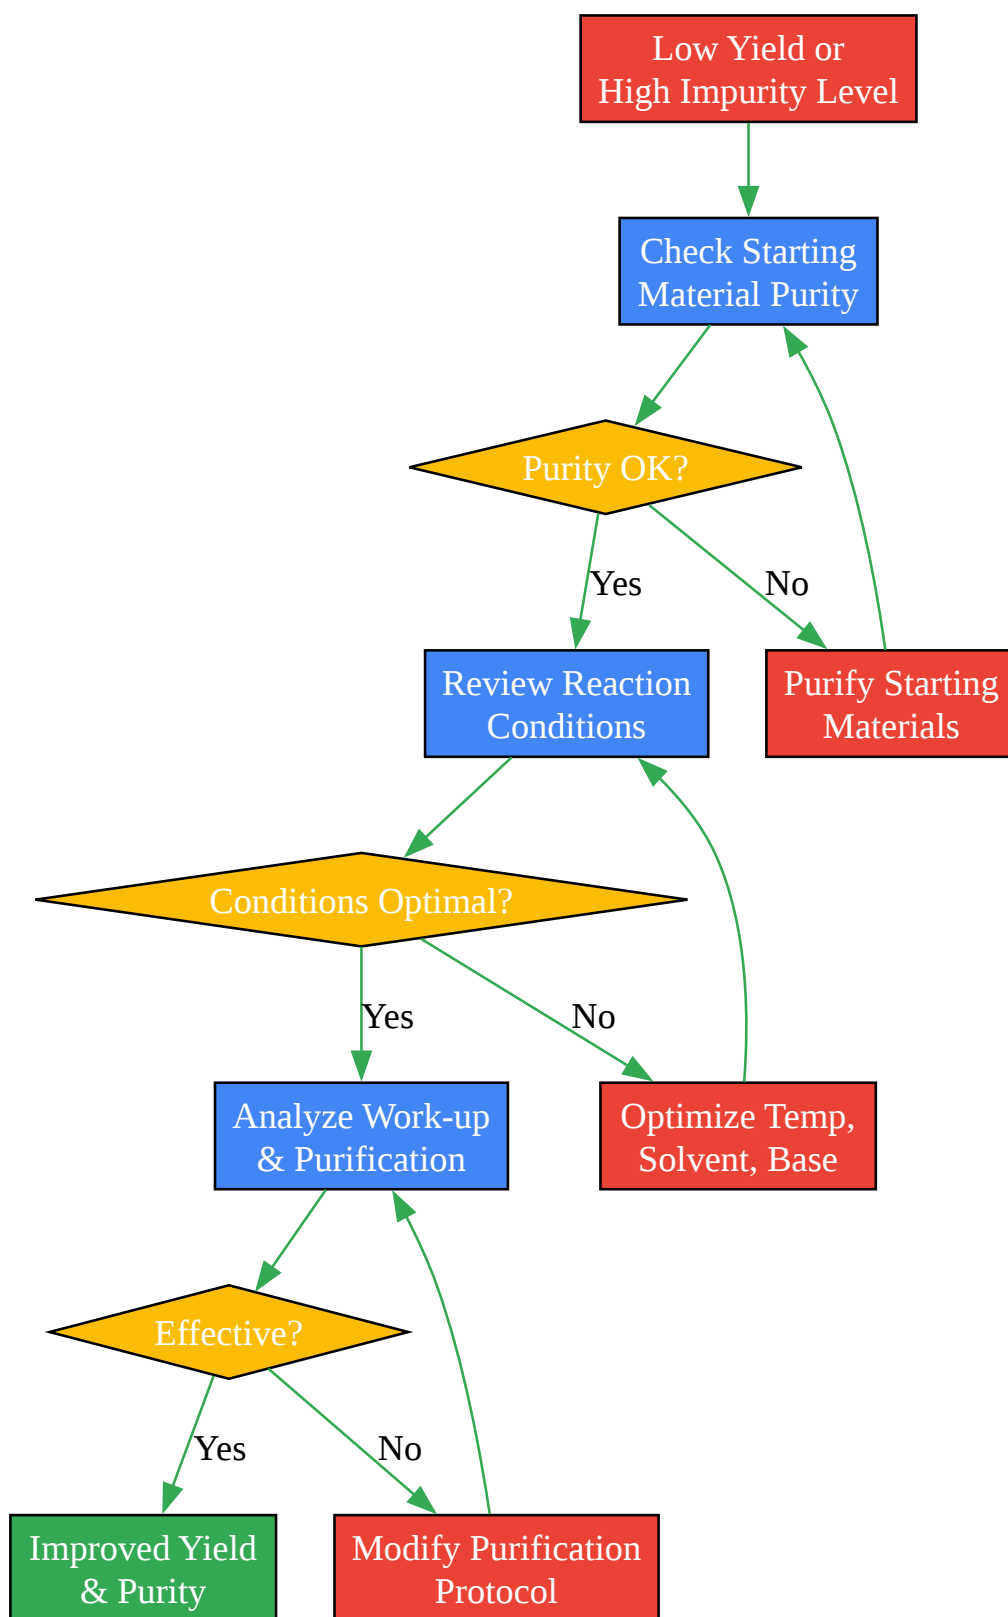 Low Yield or
High Impurity Level
Check Starting
Material Purity
Purity OK?
Yes
No
Review Reaction
Conditions
Purify Starting
Materials
Conditions Optimal?
Yes
No
Analyze Work-up
& Purification
Optimize Temp,
Solvent, Base
Effective?
Yes
No
Improved Yield
& Purity
Modify Purification
Protocol